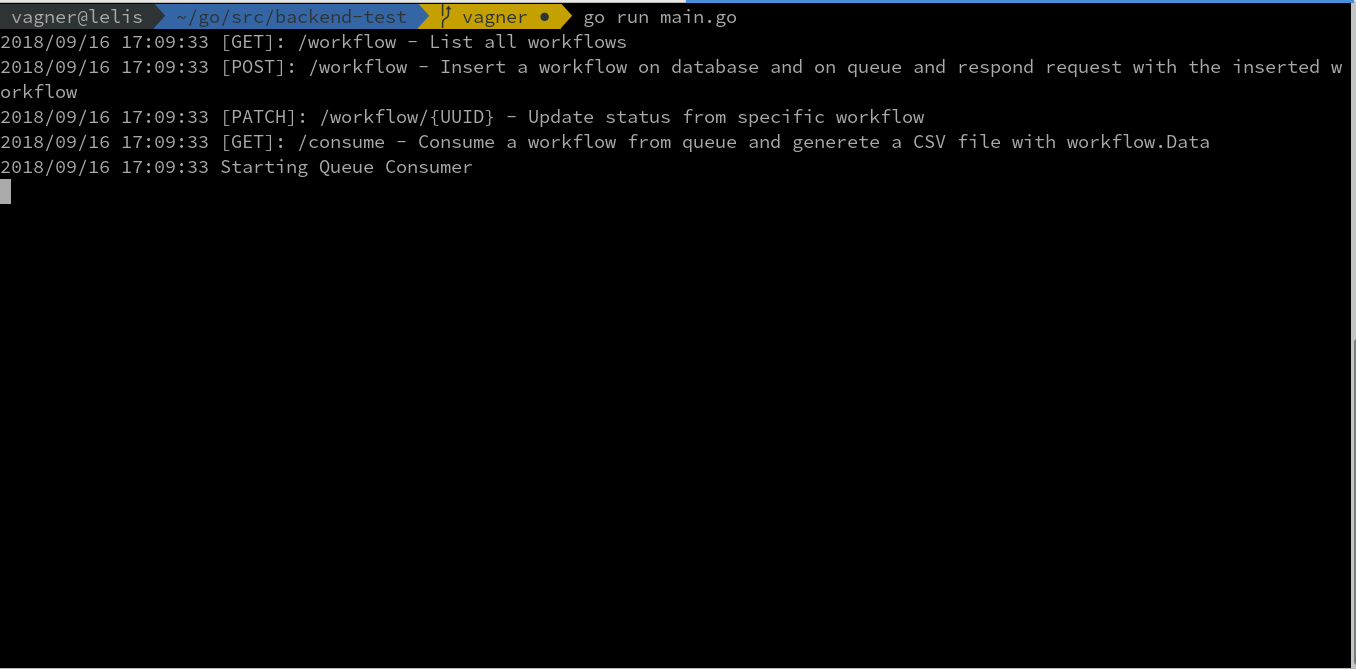 vagner@lelis ~/go/src/backend-test vagner ● go run main.go
2018/09/16 17:09:33 [GET]: /workflow - List all workflows
2018/09/16 17:09:33 [POST]: /workflow - Insert a workflow on database and on queue and respond request with the inserted w
orkflow
2018/09/16 17:09:33 [PATCH]: /workflow/{UUID} - Update status from specific workflow
2018/09/16 17:09:33 [GET]: /consume - Consume a workflow from queue and generete a CSV file with workflow.Data
2018/09/16 17:09:33 Starting Queue Consumer